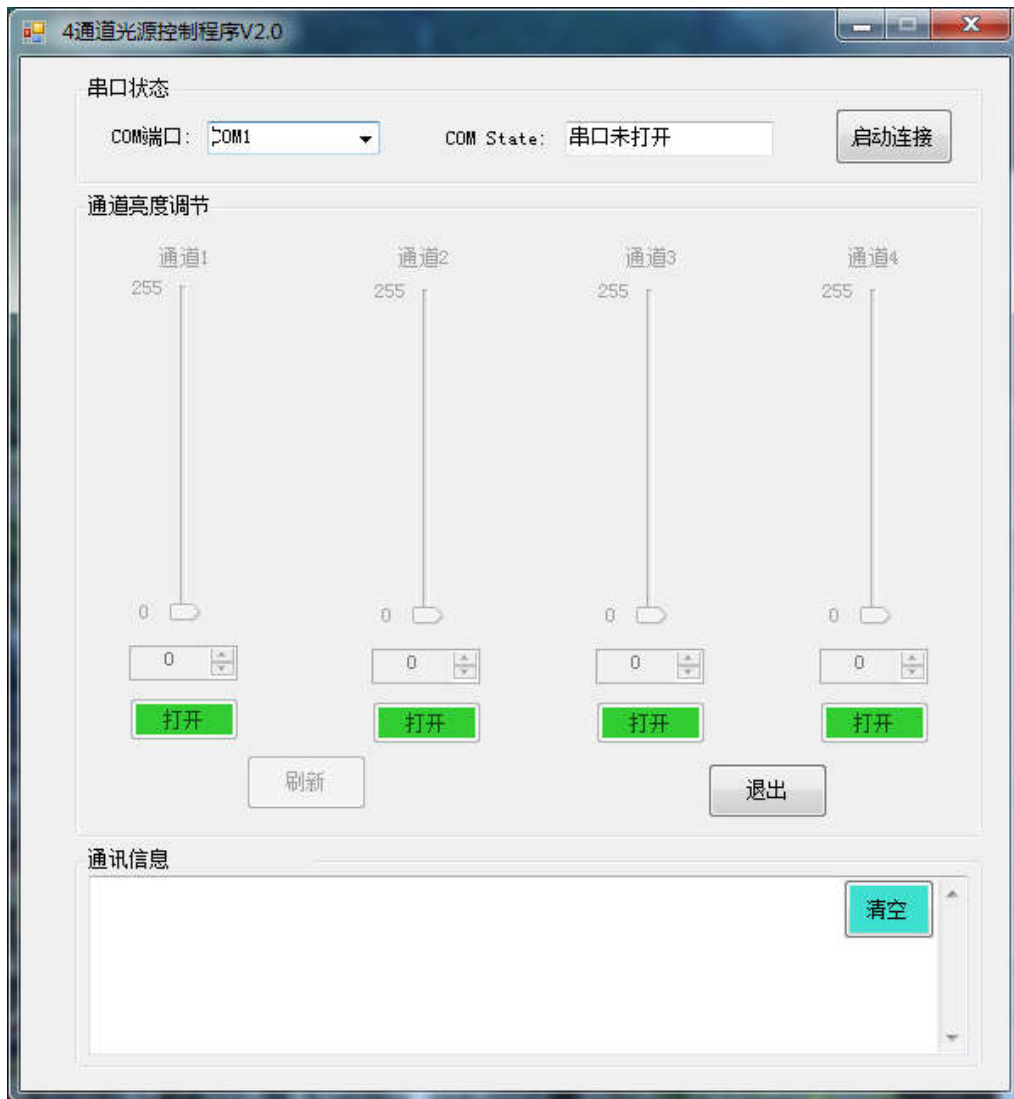 4通道光源控制程序V2.0
串口状态
COM端口: COM1 COM State: 串口未打开 启动连接
通道亮度调节
通道1 通道2 通道3 通道4
255 255 255 255
0 0 0 0
0 0 0 0
打开 打开 打开 打开
刷新 退出
通讯信息
清空